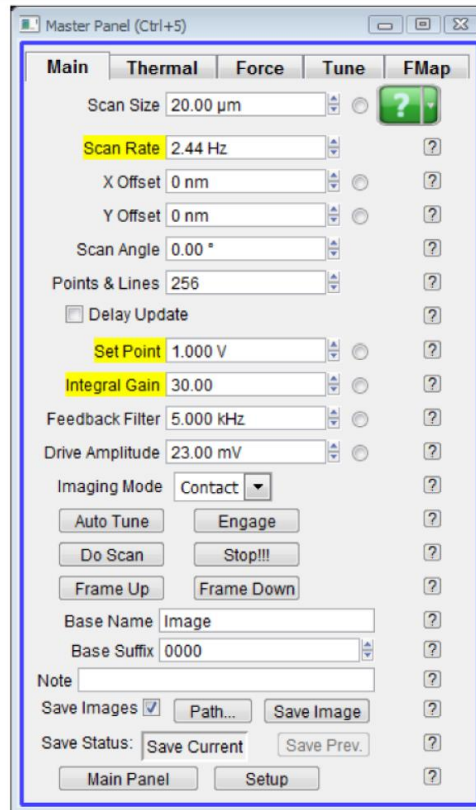 Master Panel (Ctrl+5)
Main Thermal Force Tune FMap
Scan Size 20.00 µm ?
Scan Rate 2.44 Hz ?
X Offset 0 nm ?
Y Offset 0 nm ?
Scan Angle 0.00 ° ?
Points & Lines 256 ?
Delay Update ?
Set Point 1.000 V ?
Integral Gain 30.00 ?
Feedback Filter 5.000 kHz ?
Drive Amplitude 23.00 mV ?
Imaging Mode Contact ?
Auto Tune Engage ?
Do Scan Stop!!! ?
Frame Up Frame Down ?
Base Name Image ?
Base Suffix 0000 ?
Note ?
Save Images Path... Save Image ?
Save Status: Save Current Save Prev. ?
Main Panel Setup ?